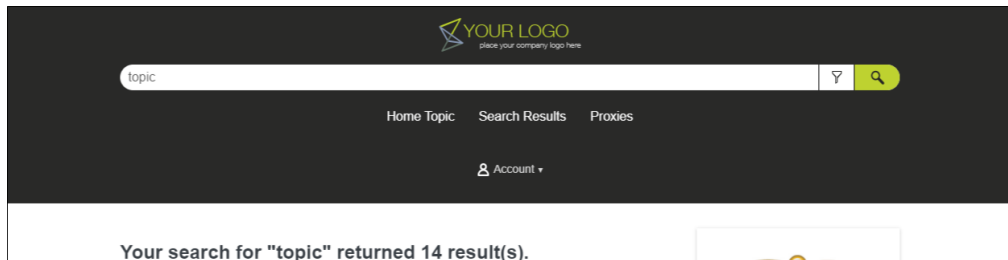 YOUR LOGO
place your company logo here
topic
Home Topic Search Results Proxies
Account
Your search for "topic" returned 14 result(s).